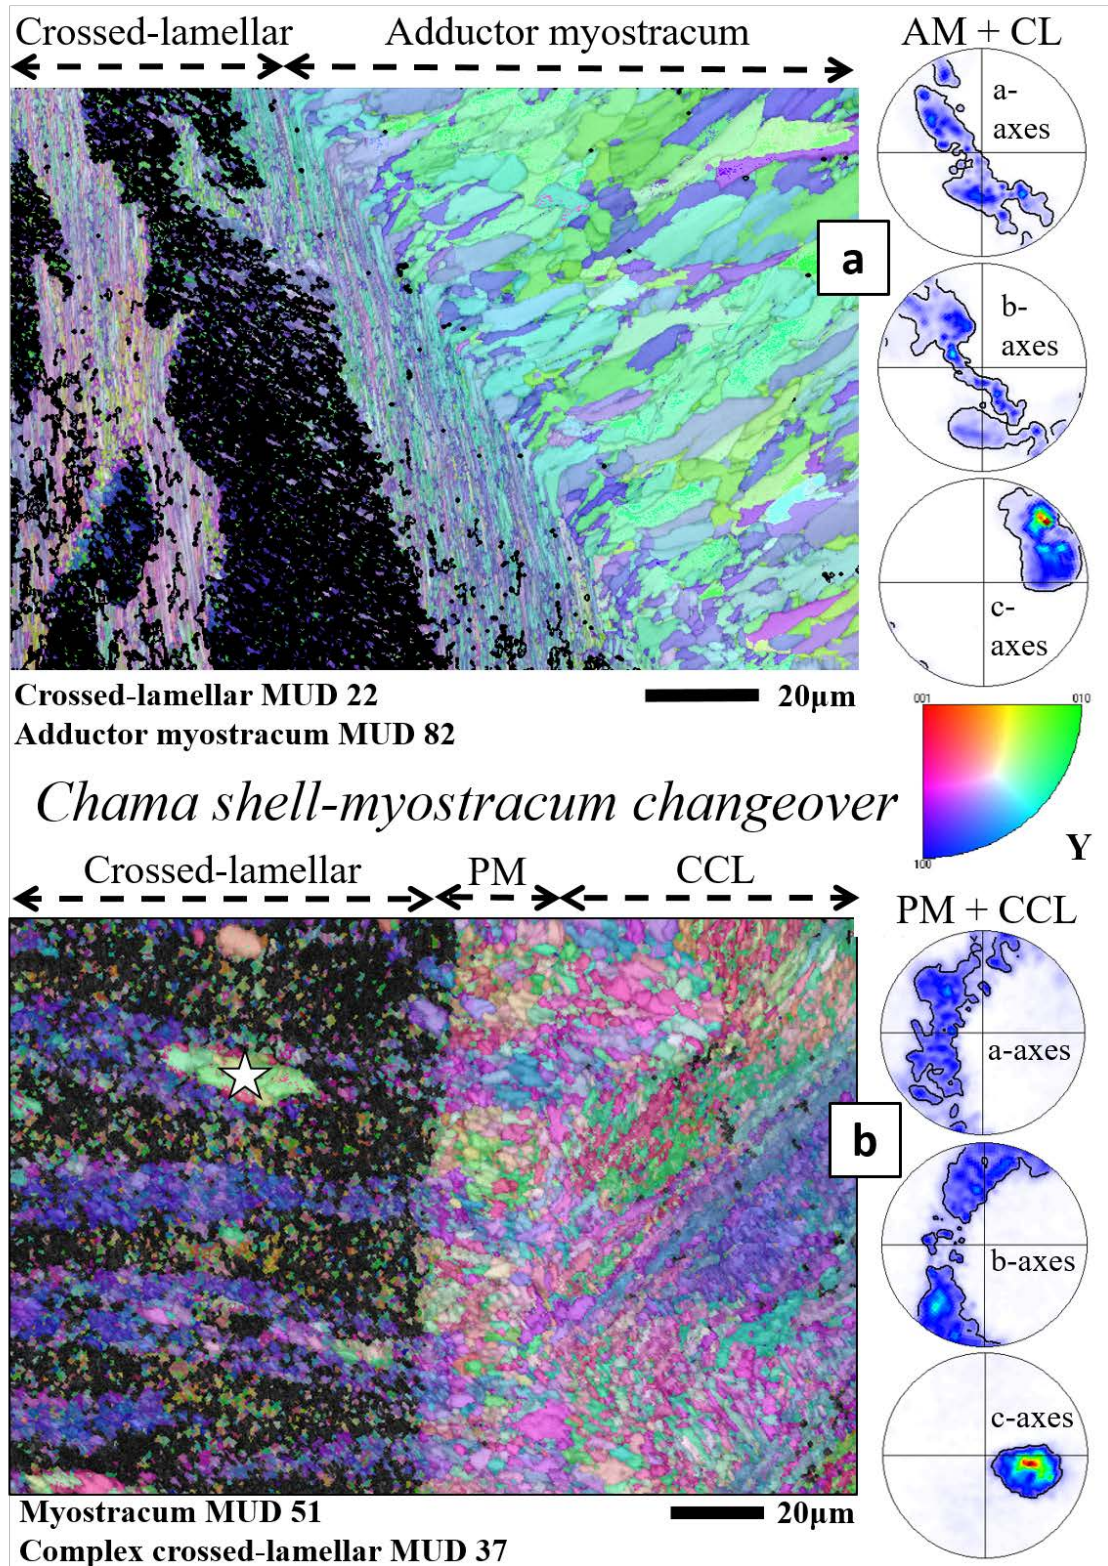 Crossed-lamellar Adductor myostracum AM + CL
a-
axes
a
b-
axes
c-
axes
Crossed-lamellar MUD 22 20μm
Adductor myostracum MUD 82
001 010
Chama shell-myostracum changeover
100 Y
Crossed-lamellar PM CCL PM + CCL
a-axes
b
b-axes
c-axes
Myostracum MUD 51 20μm
Complex crossed-lamellar MUD 37